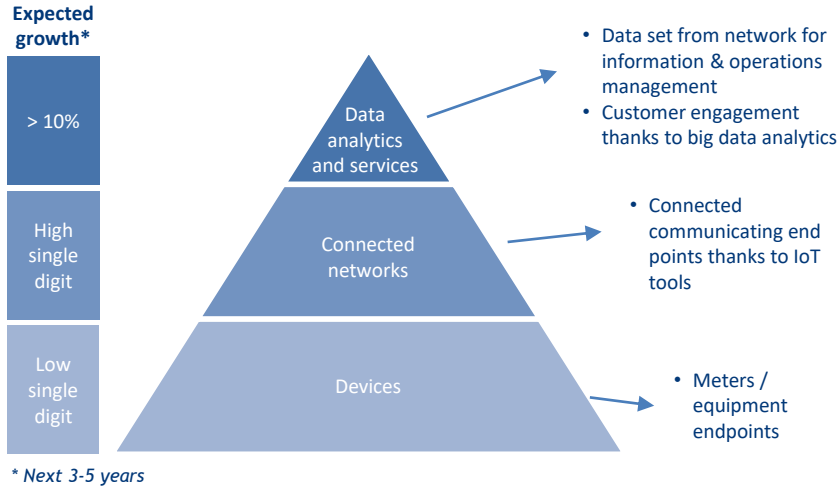 Expected
growth*
> 10%
High
single
digit
Low
single
digit
Data
analytics
and services
Connected
networks
Devices
• Data set from network for
information & operations
management
• Customer engagement
thanks to big data analytics
• Connected
communicating end
points thanks to IoT
tools
• Meters /
equipment
endpoints
* Next 3-5 years